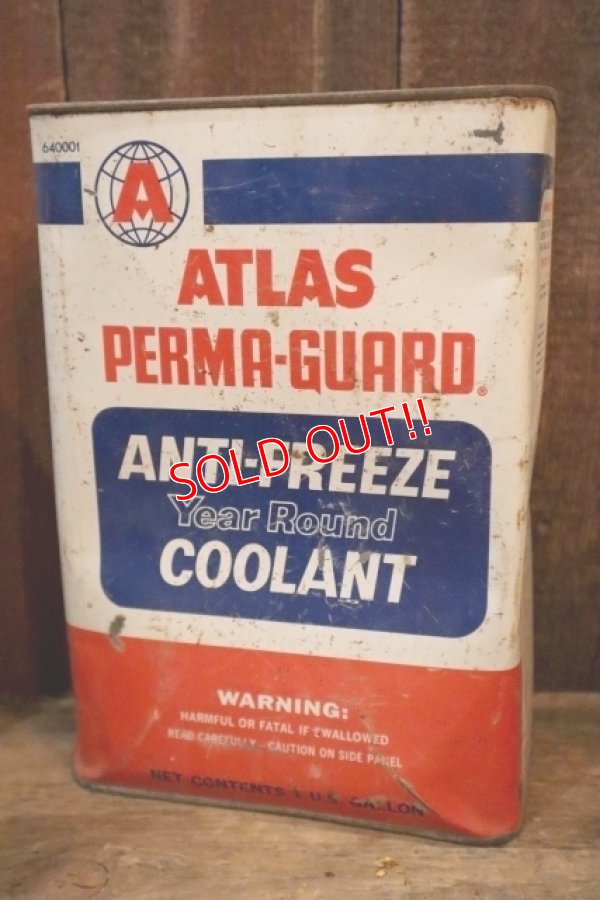 640001
A
ATLAS
PERMA-GUARD®
ANTI-FREEZE
SOLD OUT!!
Year Round
COOLANT
WARNING:
HARMFUL OR FATAL IF SWALLOWED
READ CAREFULLY - CAUTION ON SIDE PANEL
NET CONTENTS 1 U.S. GALLON